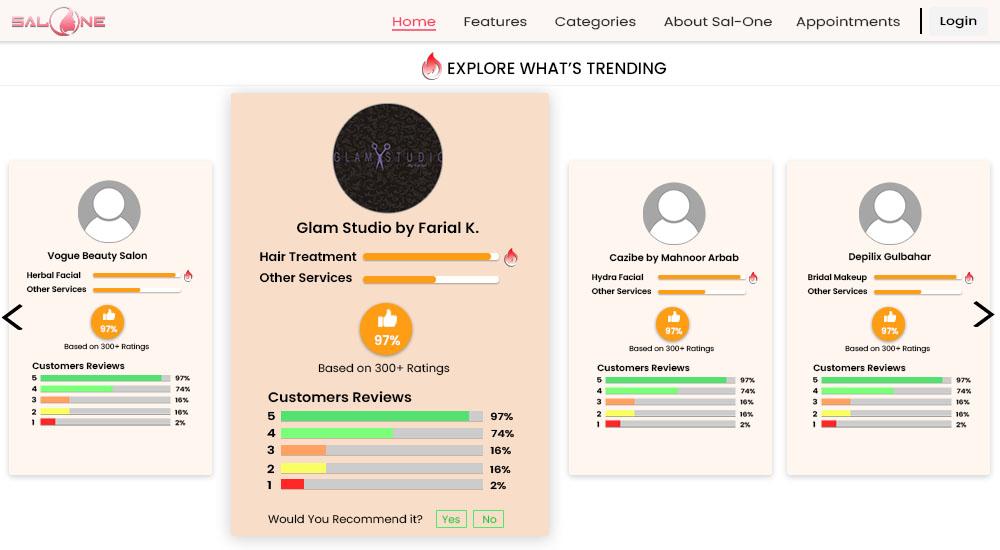 SALONE
Home Features Categories About Sal-One Appointments Login
EXPLORE WHAT'S TRENDING
Vogue Beauty Salon
Herbal Facial
Other Services
97%
Based on 300+ Ratings
Customers Reviews
5 97%
4 74%
3 16%
2 16%
1 2%
GLAM STUDIO
Glam Studio by Farial K.
Hair Treatment
Other Services
97%
Based on 300+ Ratings
Customers Reviews
5 97%
4 74%
3 16%
2 16%
1 2%
Would You Recommend it? Yes No
Cazibe by Mahnoor Arbab
Hydra Facial
Other Services
97%
Based on 300+ Ratings
Customers Reviews
5 97%
4 74%
3 16%
2 16%
1 2%
Depilix Gulbahar
Bridal Makeup
Other Services
97%
Based on 300+ Ratings
Customers Reviews
5 97%
4 74%
3 16%
2 16%
1 2%